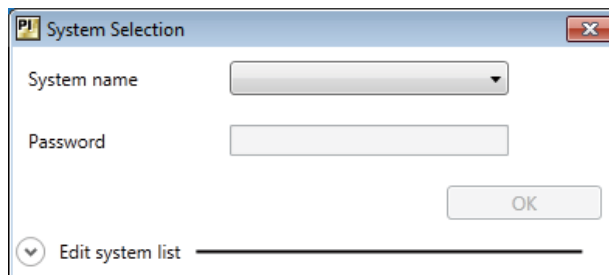 PI System Selection
System name
Password
OK
Edit system list